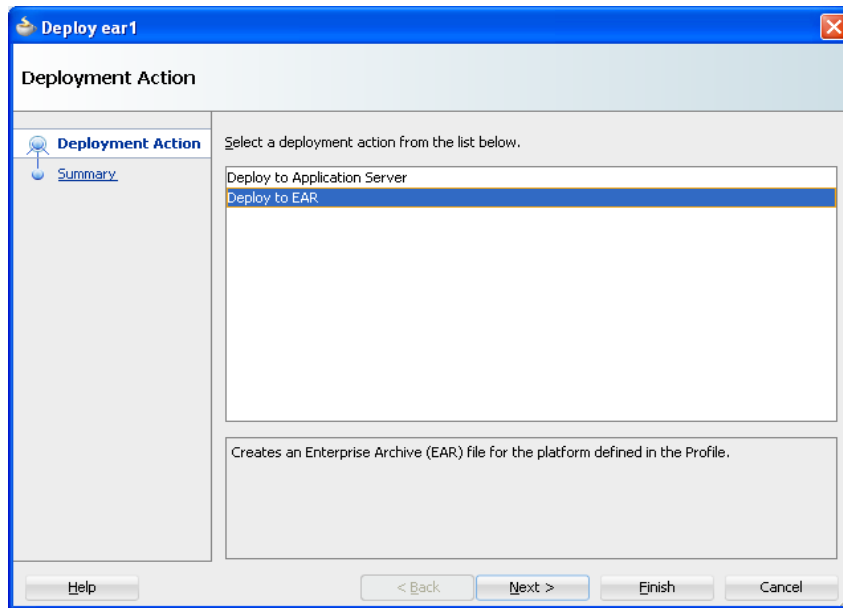 Deploy ear1
Deployment Action
Deployment Action
Summary
Select a deployment action from the list below.
Deploy to Application Server
Deploy to EAR
Creates an Enterprise Archive (EAR) file for the platform defined in the Profile.
Help
< Back
Next >
Finish
Cancel